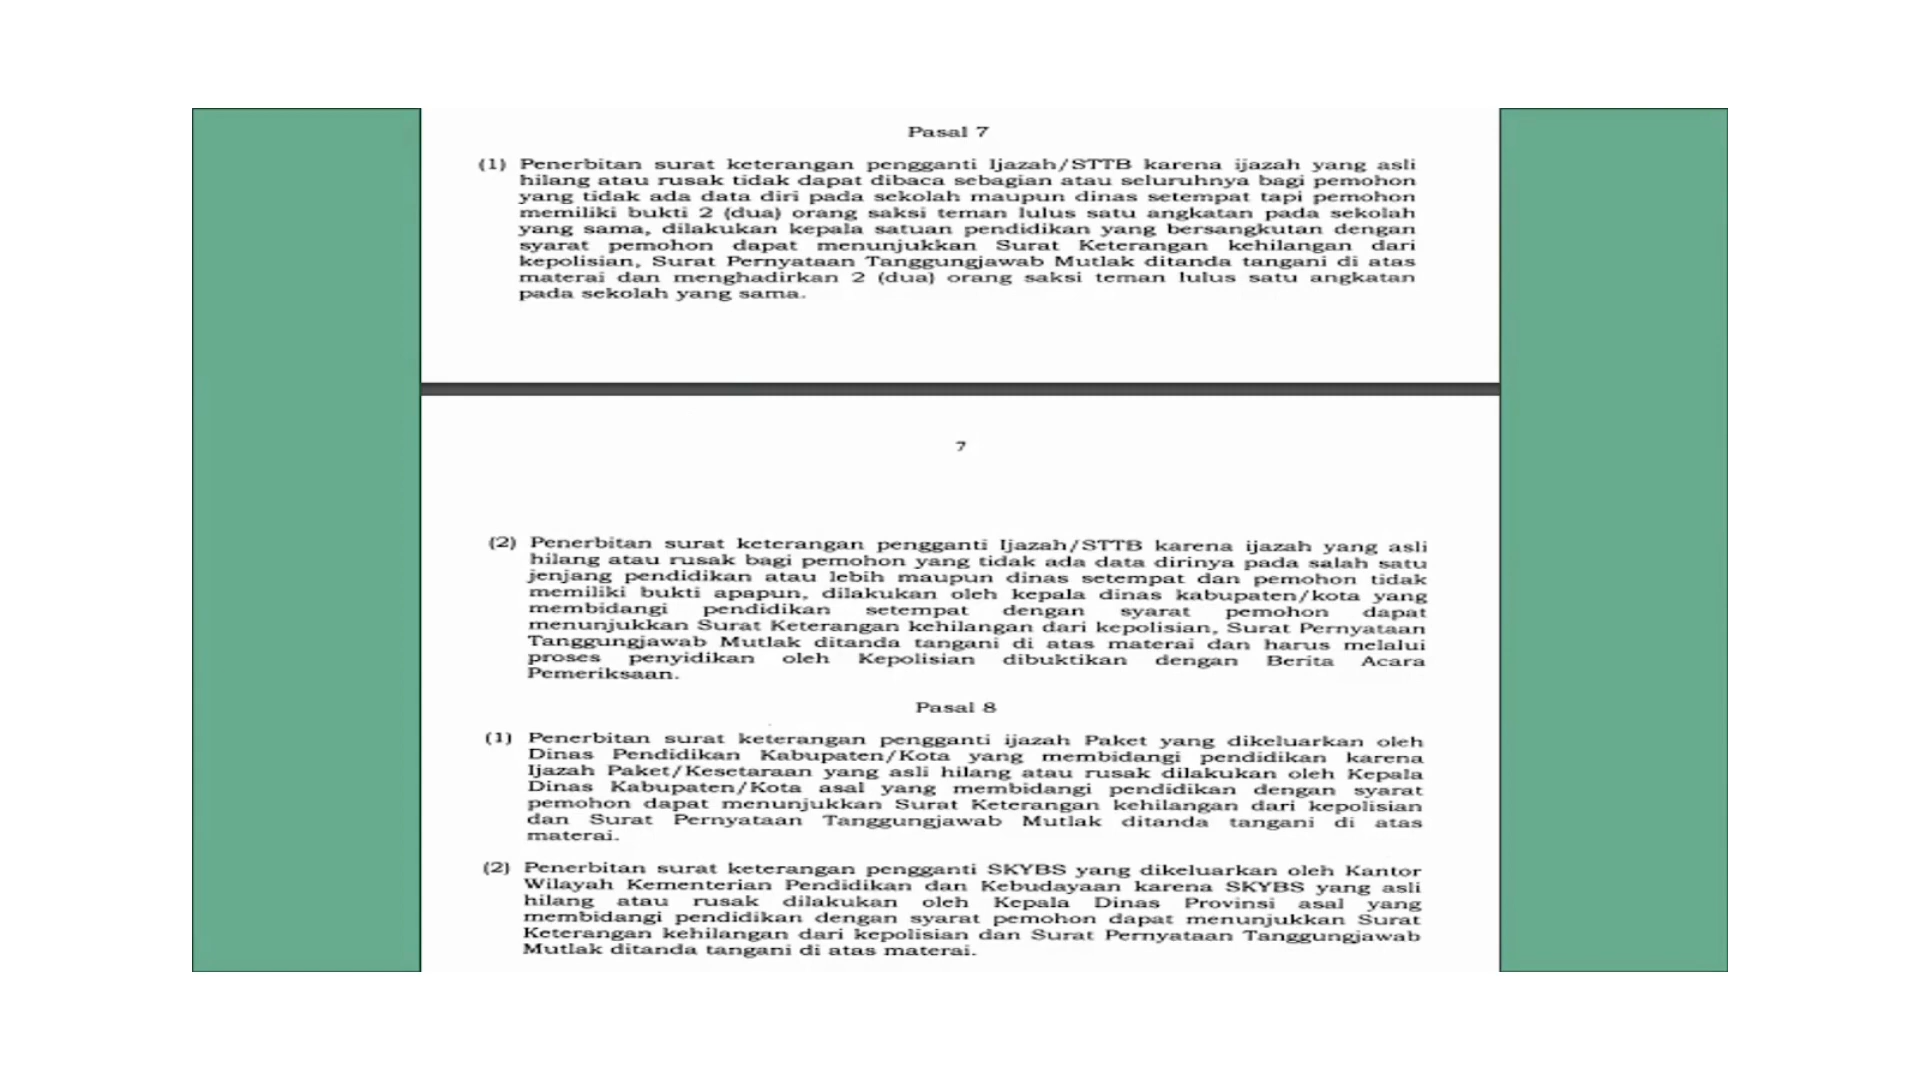 Pasal 7
(1) Penerbitan surat keterangan pengganti Ijazah/STTB karena ijazah yang asli
hilang atau rusak tidak dapat dibaca sebagian atau seluruhnya bagi pemohon
yang tidak ada data diri pada sekolah maupun dinas setempat tapi pemohon
memiliki bukti 2 (dua) orang saksi teman lulus satu angkatan pada sekolah
yang sama, dilakukan kepala satuan pendidikan yang bersangkutan dengan
syarat pemohon dapat menunjukkan Surat Keterangan kehilangan dari
kepolisian, Surat Pernyataan Tanggungjawab Mutlak ditanda tangani di atas
materai dan menghadirkan 2 (dua) orang saksi teman lulus satu angkatan
pada sekolah yang sama.
7
(2) Penerbitan surat keterangan pengganti Ijazah/STTB karena ijazah yang asli
hilang atau rusak bagi pemohon yang tidak ada data dirinya pada salah satu
jenjang pendidikan atau lebih maupun dinas setempat dan pemohon tidak
memiliki bukti apapun, dilakukan oleh kepala dinas kabupaten/kota yang
membidangi pendidikan setempat dengan syarat pemohon dapat
menunjukkan Surat Keterangan kehilangan dari kepolisian, Surat Pernyataan
Tanggungjawab Mutlak ditanda tangani di atas materai dan harus melalui
proses penyidikan oleh Kepolisian dibuktikan dengan Berita Acara
Pemeriksaan.
Pasal 8
(1) Penerbitan surat keterangan pengganti ijazah Paket yang dikeluarkan oleh
Dinas Pendidikan Kabupaten/Kota yang membidangi pendidikan karena
Ijazah Paket/Kesetaraan yang asli hilang atau rusak dilakukan oleh Kepala
Dinas Kabupaten/Kota asal yang membidangi pendidikan dengan syarat
pemohon dapat menunjukkan Surat Keterangan kehilangan dari kepolisian
dan Surat Pernyataan Tanggungjawab Mutlak ditanda tangani di atas
materai.
(2) Penerbitan surat keterangan pengganti SKYBS yang dikeluarkan oleh Kantor
Wilayah Kementerian Pendidikan dan Kebudayaan karena SKYBS yang asli
hilang atau rusak dilakukan oleh Kepala Dinas Provinsi asal yang
membidangi pendidikan dengan syarat pemohon dapat menunjukkan Surat
Keterangan kehilangan dari kepolisian dan Surat Pernyataan Tanggungjawab
Mutlak ditanda tangani di atas materai.